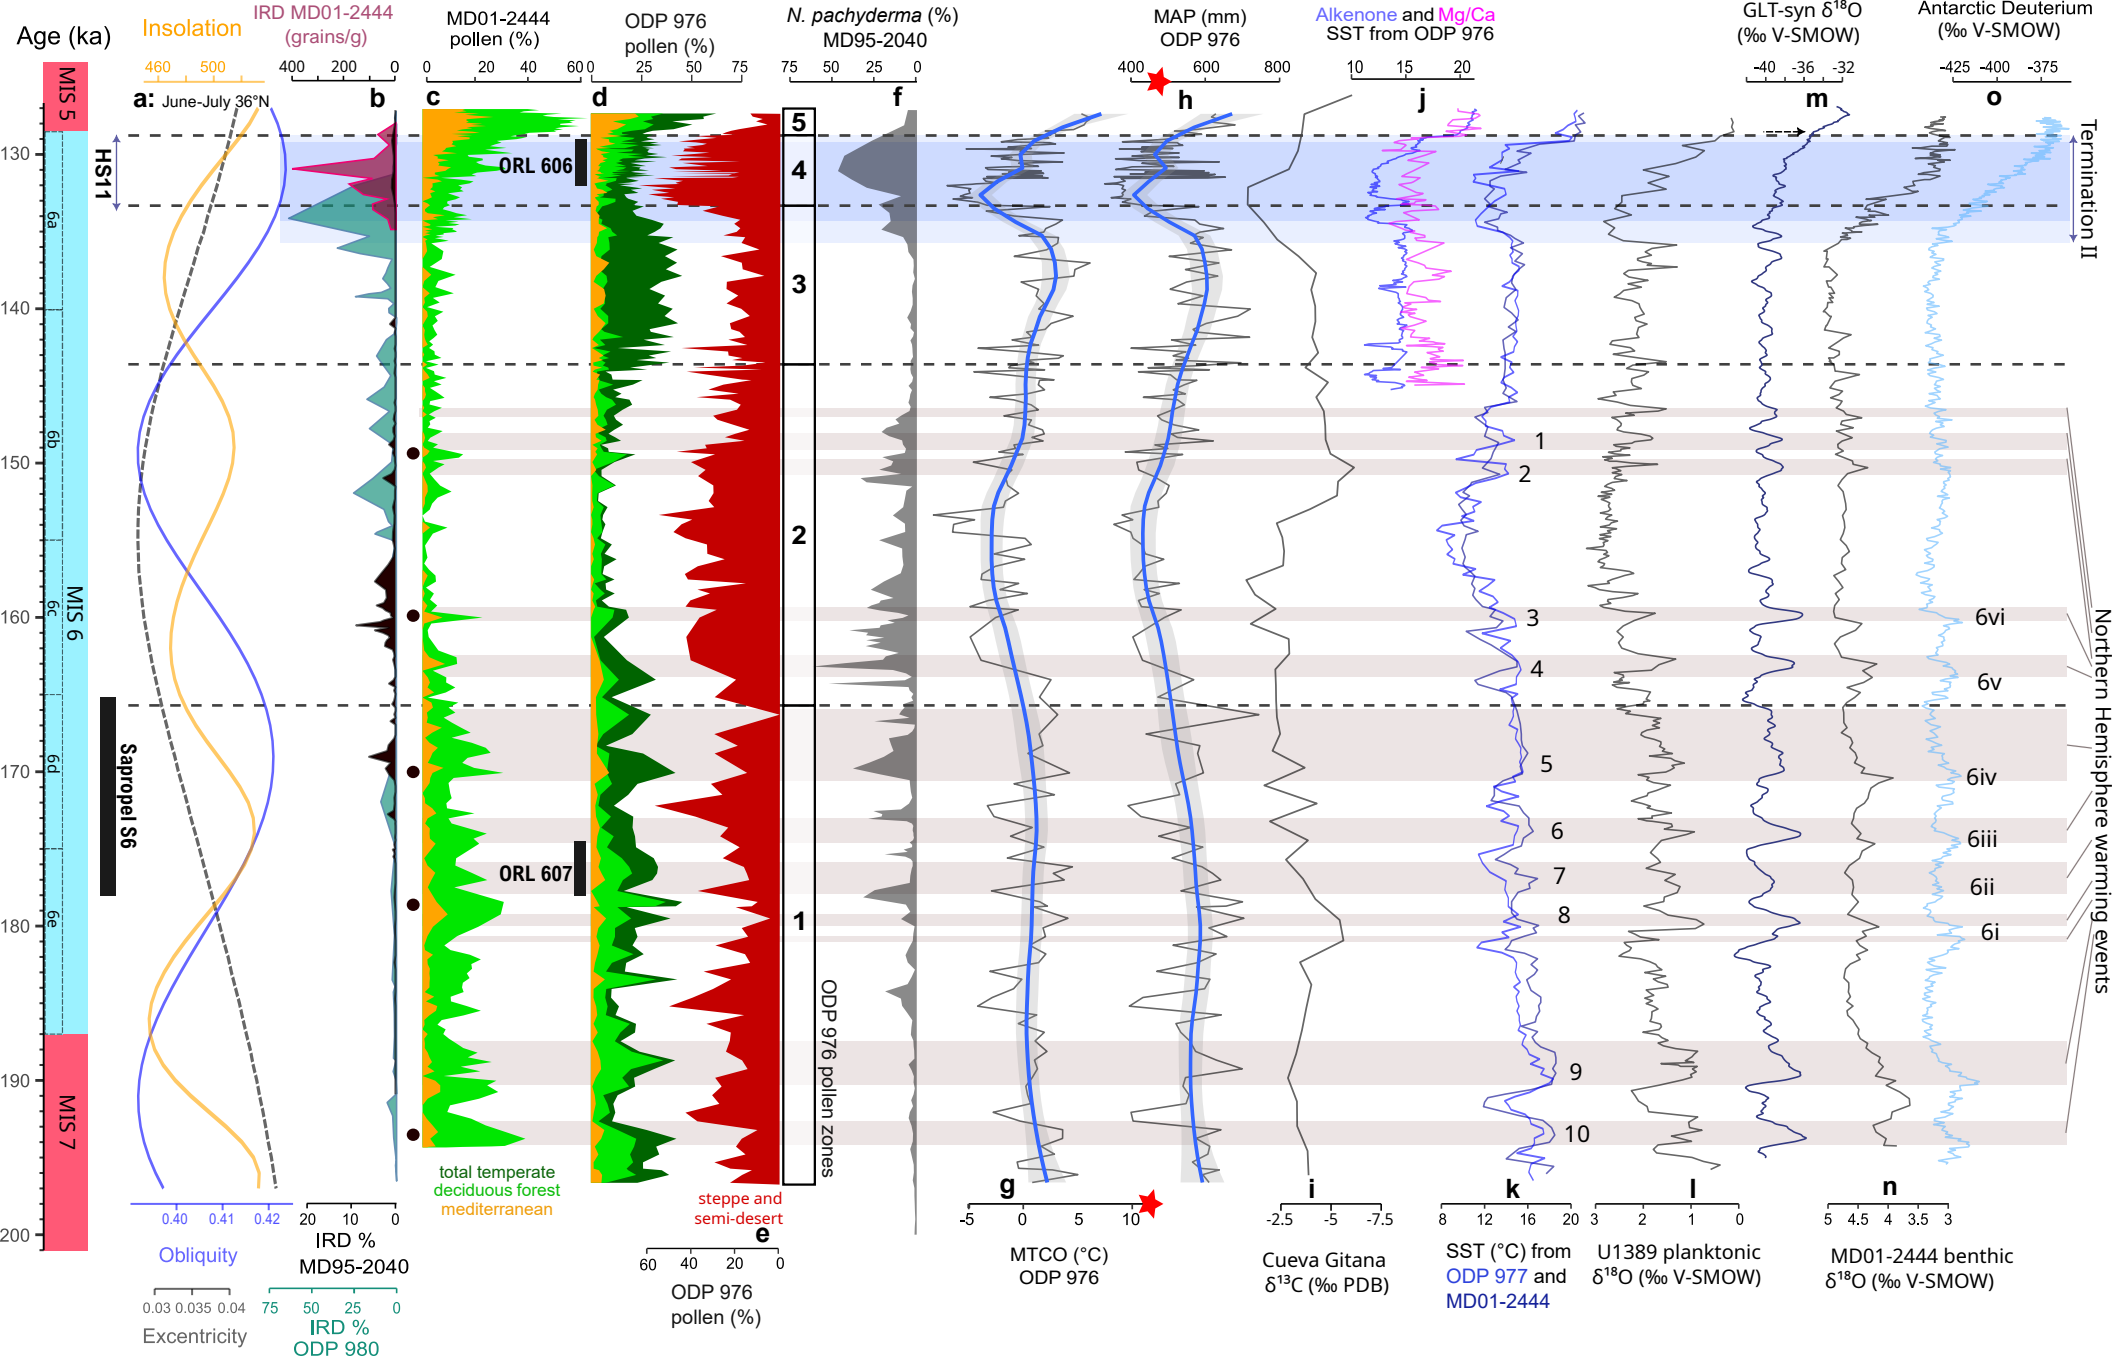 Age (ka)
Insolation
460 500
a: June-July 36°N
IRD MD01-2444
(grains/g)
400 200 0
b
MD01-2444
pollen (%)
0 20 40 60
c
ODP 976
pollen (%)
0 25 50 75
d
N. pachyderma (%)
MD95-2040
75 50 25 0
f
MAP (mm)
ODP 976
400 600 800
h
Alkenone and Mg/Ca
SST from ODP 976
10 15 20
j
GLT-syn δ¹⁸O
(‰ V-SMOW)
-40 -36 -32
m
Antarctic Deuterium
(‰ V-SMOW)
-425 -400 -375
o
MIS 5
MIS 6
MIS 7
6a
6b
6c
6d
6e
130
140
150
160
170
180
190
200
HS11
Sapropel S6
ORL 606
ORL 607
5
4
3
2
1
ODP 976 pollen zones
1
2
3
4
5
6
7
8
9
10
6vi
6v
6iv
6iii
6ii
6i
Termination II
Northern Hemisphere warming events
total temperate
deciduous forest
mediterranean
steppe and
semi-desert
e
60 40 20 0
ODP 976
pollen (%)
0.40 0.41 0.42
Obliquity
0.03 0.035 0.04
Excentricity
20 10 0
IRD %
MD95-2040
75 50 25 0
IRD %
ODP 980
g
-5 0 5 10
MTCO (°C)
ODP 976
i
-2.5 -5 -7.5
Cueva Gitana
δ¹³C (‰ PDB)
k
8 12 16 20
SST (°C) from
ODP 977 and
MD01-2444
l
3 2 1 0
U1389 planktonic
δ¹⁸O (‰ V-SMOW)
n
5 4.5 4 3.5 3
MD01-2444 benthic
δ¹⁸O (‰ V-SMOW)